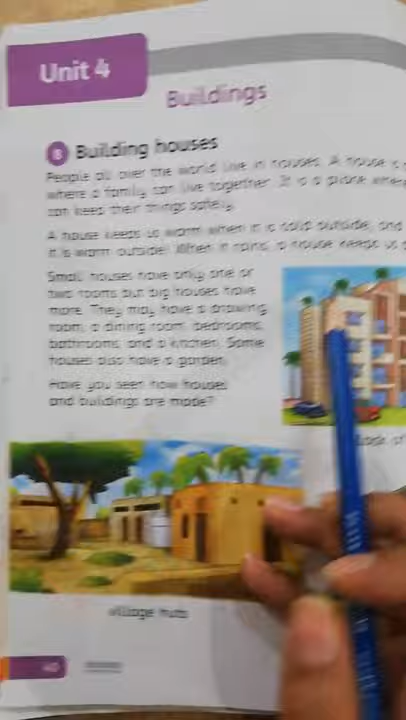 Unit 4
Buildings
8 Building houses
People all over the world live in houses. A house is
where a family can live together. It is a place where
can keep their things safely.
A house keeps us warm when it is cold outside, and
it is warm outside. When it rains, a house keeps us
Small houses have only one or
two rooms but big houses have
more. They may have a drawing
room, a dining room, bedrooms,
bathrooms and a kitchen. Some
houses also have a garden.
Have you seen how houses
and buildings are made?
village huts